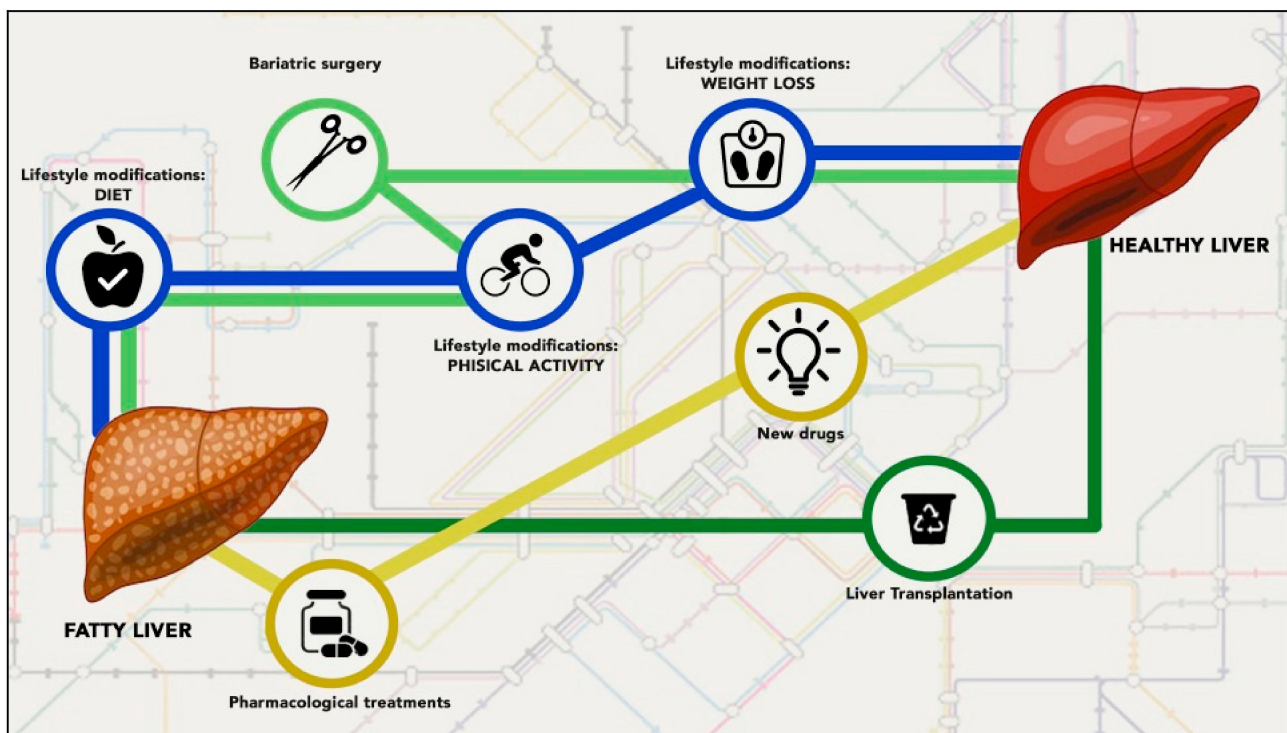 Bariatric surgery
Lifestyle modifications:
WEIGHT LOSS
Lifestyle modifications:
DIET
HEALTHY LIVER
Lifestyle modifications:
PHISICAL ACTIVITY
New drugs
Liver Transplantation
FATTY LIVER
Pharmacological treatments